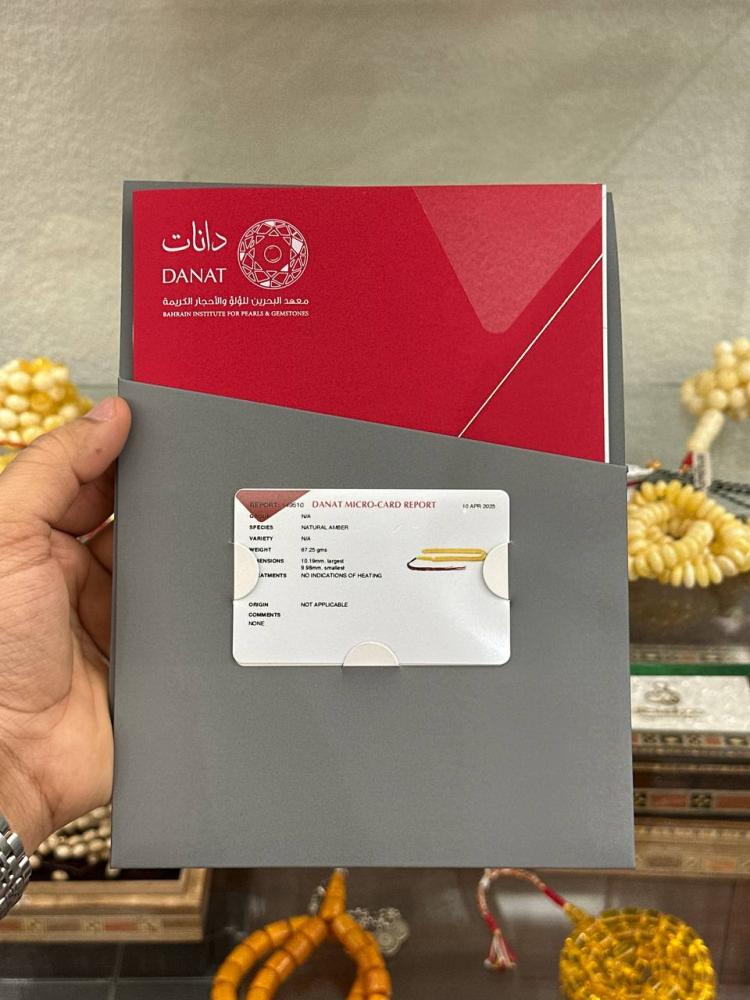 دانات
DANAT
معهد البحرين للؤلؤ والأحجار الكريمة
BAHRAIN INSTITUTE FOR PEARLS & GEMSTONES
DANAT MICRO-CARD REPORT 10 APR 2025
N/A
SPECIES NATURAL AMBER
VARIETY N/A
WEIGHT 67.25 gms
10.19mm, largest
9.98mm, smallest
NO INDICATIONS OF HEATING
ORIGIN NOT APPLICABLE
COMMENTS
NONE